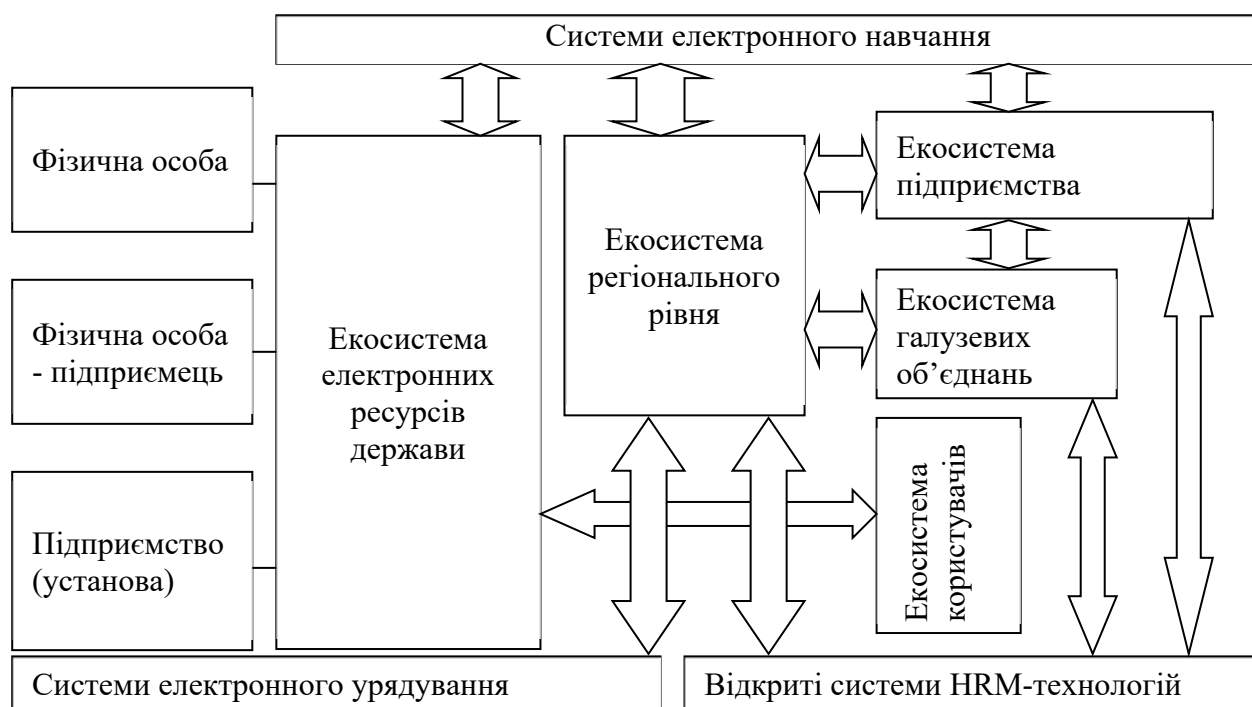 Системи електронного навчання
Фізична особа
Фізична особа
- підприємець
Підприємство
(установа)
Екосистема
електронних
ресурсів
держави
Екосистема
регіонального
рівня
Екосистема
підприємства
Екосистема
галузевих
об’єднань
Екосистема
користувачів
Системи електронного урядування
Відкриті системи HRM-технологій